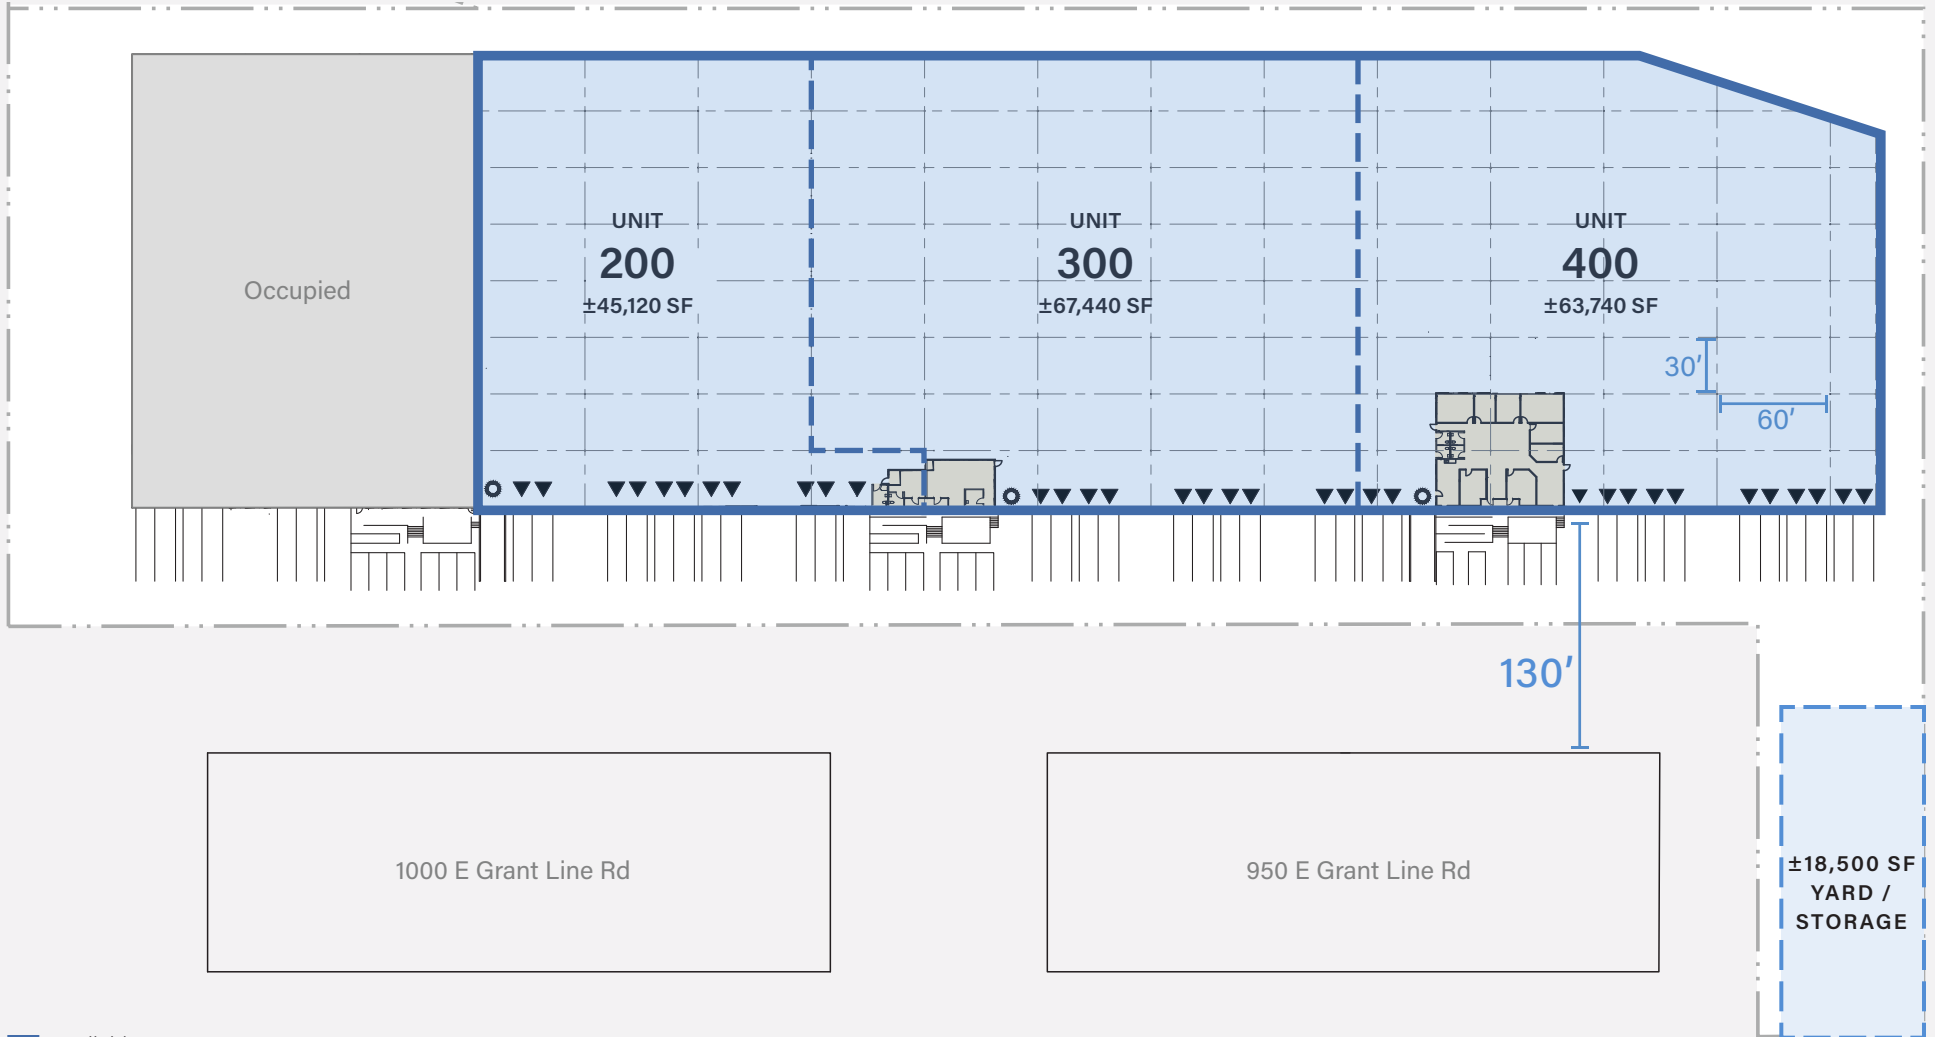 UNIT
200
±45,120 SF
UNIT
300
±67,440 SF
UNIT
400
±63,740 SF
Occupied
30’
60’
130’
1000 E Grant Line Rd
950 E Grant Line Rd
±18,500 SF
YARD /
STORAGE